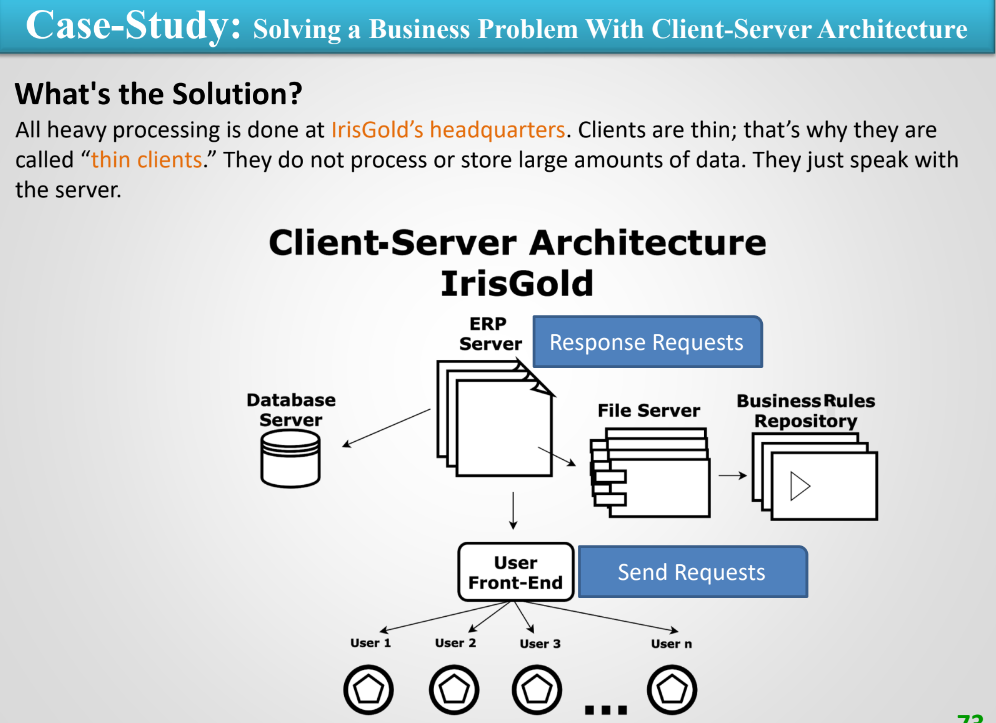 Case-Study: Solving a Business Problem With Client-Server Architecture
What's the Solution?
All heavy processing is done at IrisGold’s headquarters. Clients are thin; that’s why they are
called “thin clients.” They do not process or store large amounts of data. They just speak with
the server.
Client-Server Architecture
IrisGold
ERP
Server
Response Requests
Database
Server
File Server
Business Rules
Repository
User
Front-End
Send Requests
User 1
User 2
User 3
User n
...
73